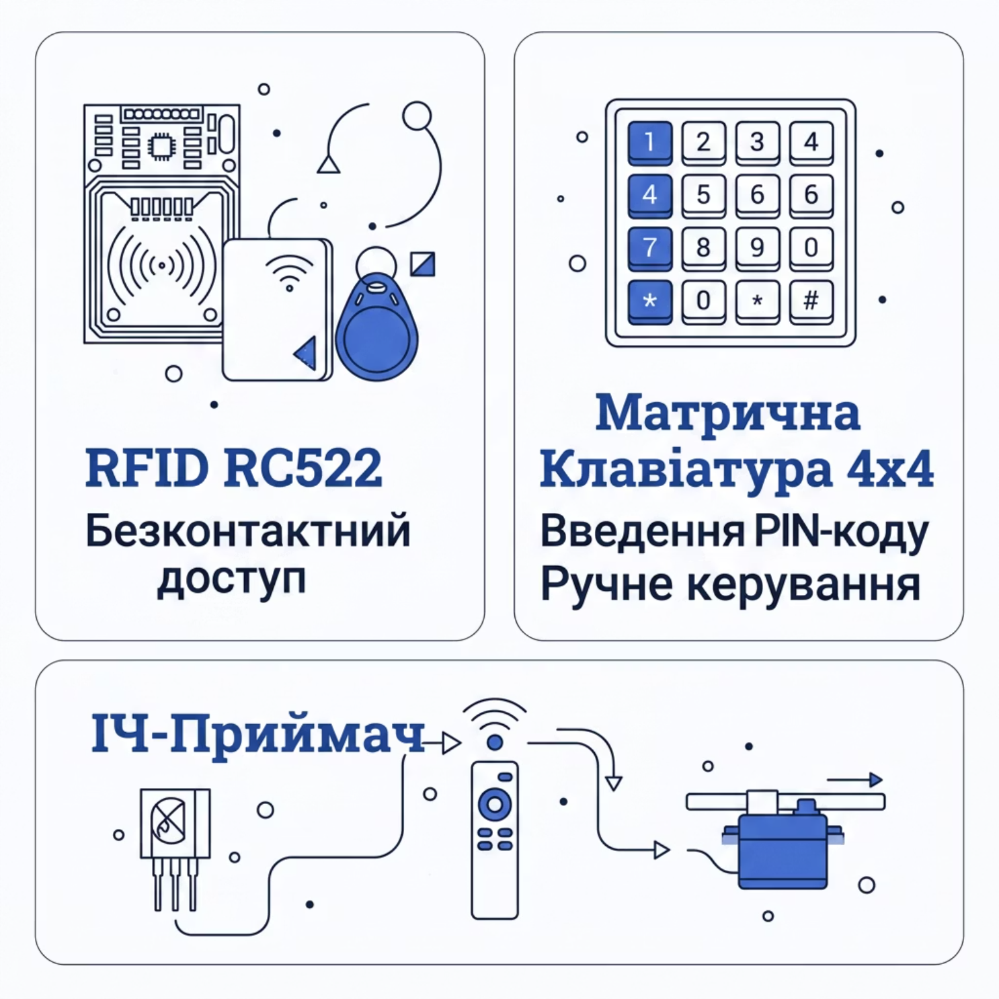 RFID RC522
Безконтактний
доступ
1 2 3 4
4 5 6 6
7 8 9 0
* 0 * #
Матрична
Клавіатура 4x4
Введення PIN-коду
Ручне керування
ІЧ-Приймач